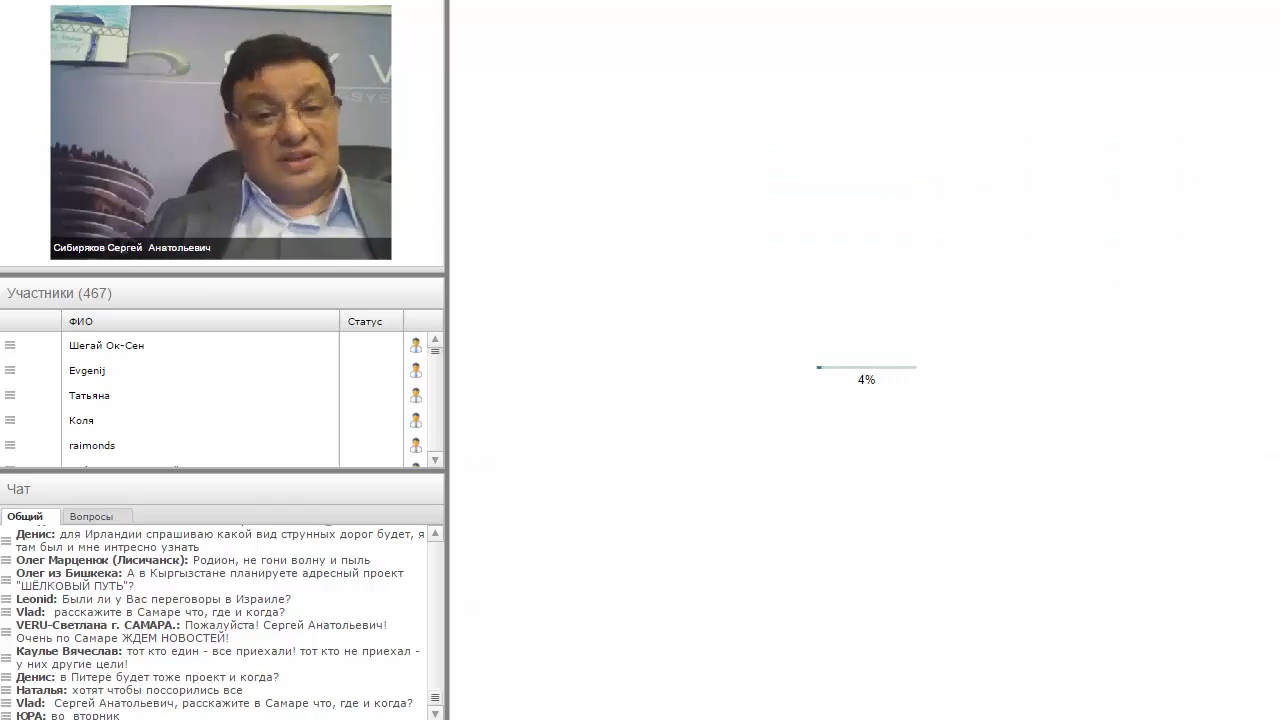 S
V
SYS
Сибиряков Сергей Анатольевич
Участники (467)
ФИО
Статус
Шегай Ок-Сен
Evgenij
Татьяна
Коля
raimonds
Чат
Общий
Вопросы
Денис: для Ирландии спрашиваю какой вид струнных дорог будет, я
там был и мне интресно узнать
Олег Марценюк (Лисичанск): Родион, не гони волну и пыль
Олег из Бишкека: А в Кыргызстане планируете адресный проект
"ШЁЛКОВЫЙ ПУТЬ"?
Leonid: Были ли у Вас переговоры в Израиле?
Vlad: расскажите в Самаре что, где и когда?
VERU-Светлана г. САМАРА.: Пожалуйста! Сергей Анатольевич!
Очень по Самаре ЖДЕМ НОВОСТЕЙ!
Каулье Вячеслав: тот кто един - все приехали! тот кто не приехал -
у них другие цели!
Денис: в Питере будет тоже проект и когда?
Наталья: хотят чтобы поссорились все
Vlad: Сергей Анатольевич, расскажите в Самаре что, где и когда?
ЮРА: во вторник
4%